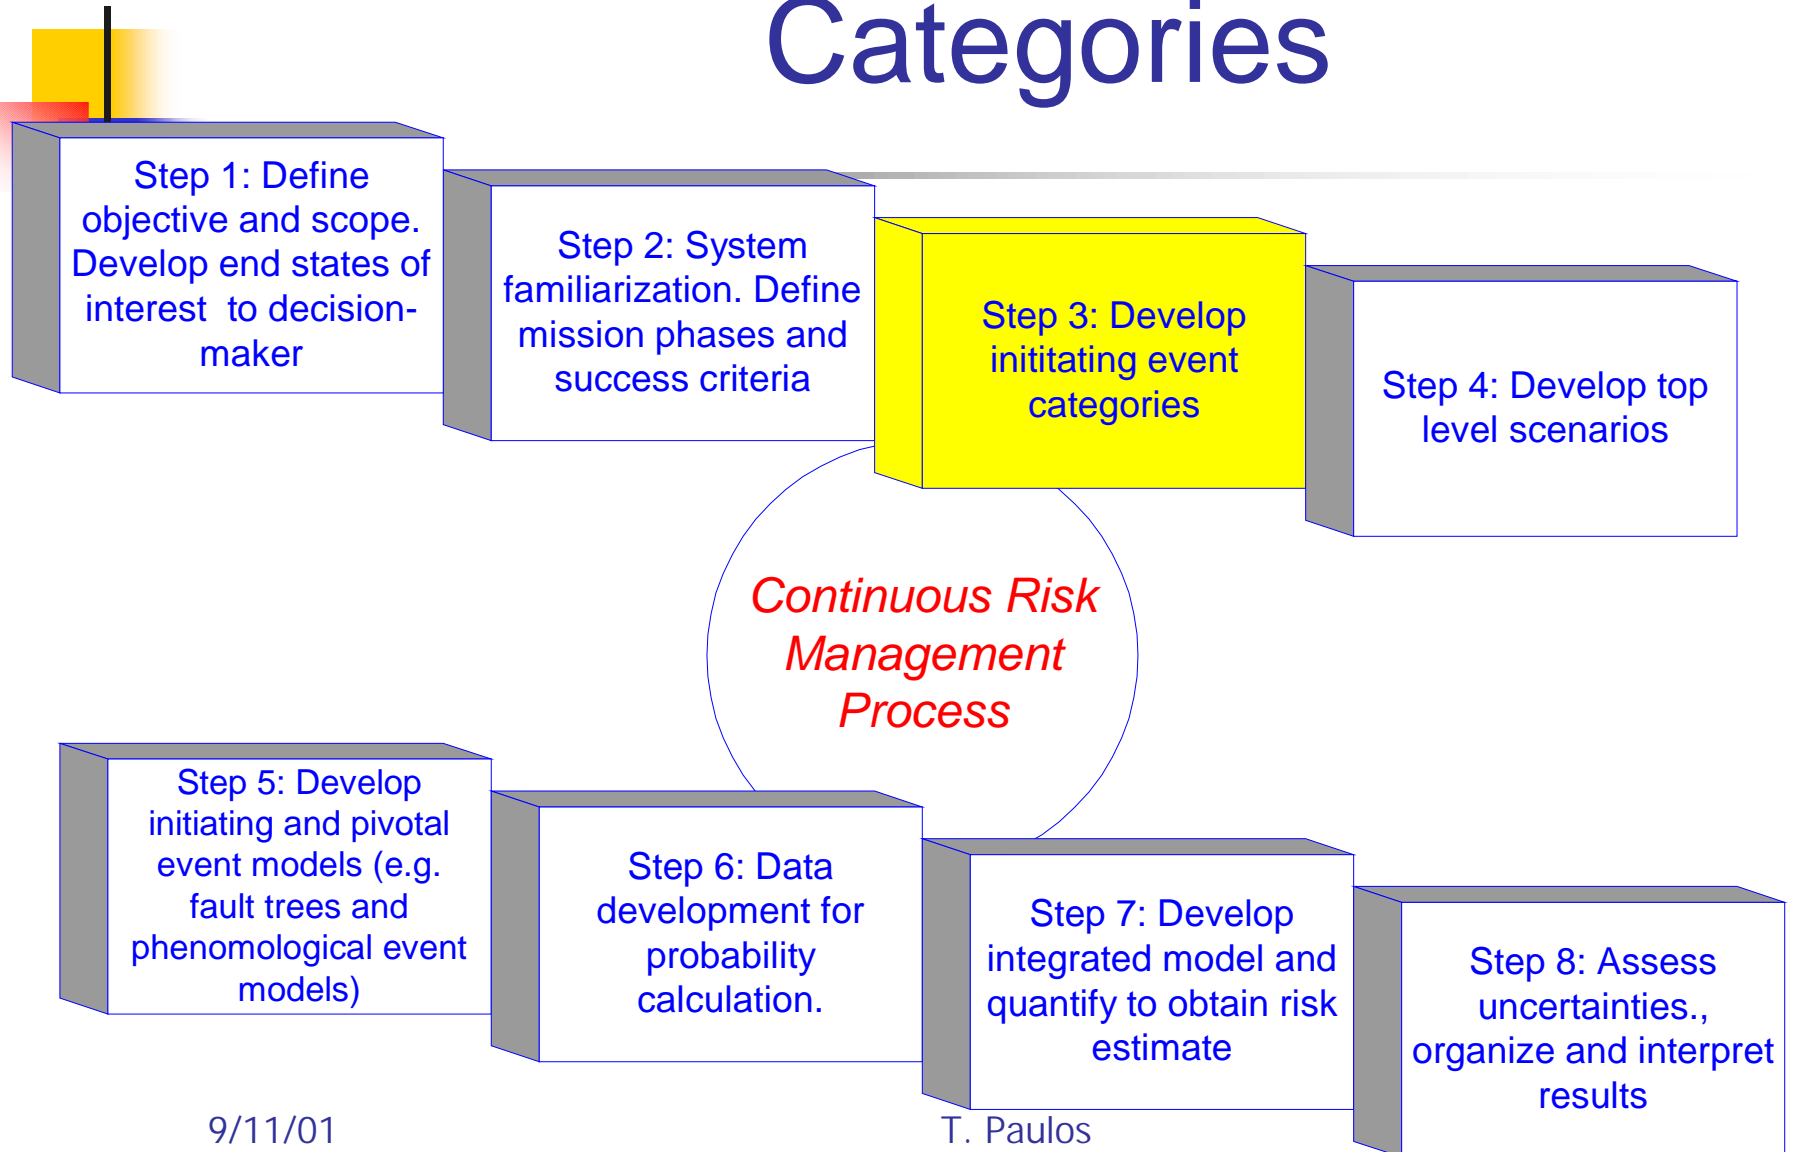 Categories
Step 1: Define
objective and scope.
Develop end states of
interest to decision-
maker
Step 2: System
familiarization. Define
mission phases and
success criteria
Step 3: Develop
inititating event
categories
Step 4: Develop top
level scenarios
Continuous Risk
Management
Process
Step 5: Develop
initiating and pivotal
event models (e.g.
fault trees and
phenomological event
models)
Step 6: Data
development for
probability
calculation.
Step 7: Develop
integrated model and
quantify to obtain risk
estimate
Step 8: Assess
uncertainties.,
organize and interpret
results
9/11/01
T. Paulos